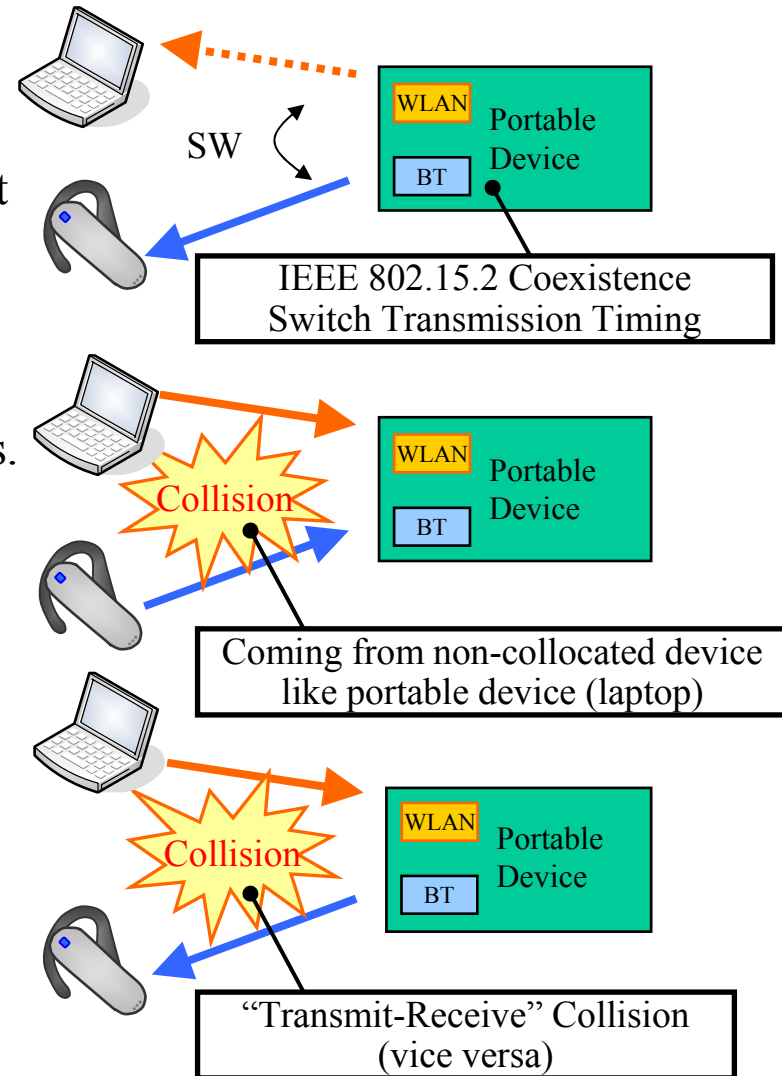 WLAN
Portable
Device
SW
BT
t
IEEE 802.15.2 Coexistence
Switch Transmission Timing
s.
WLAN
Portable
Device
Collision
BT
Coming from non-collocated device
like portable device (laptop)
WLAN
Portable
Device
Collision
BT
“Transmit-Receive” Collision
(vice versa)